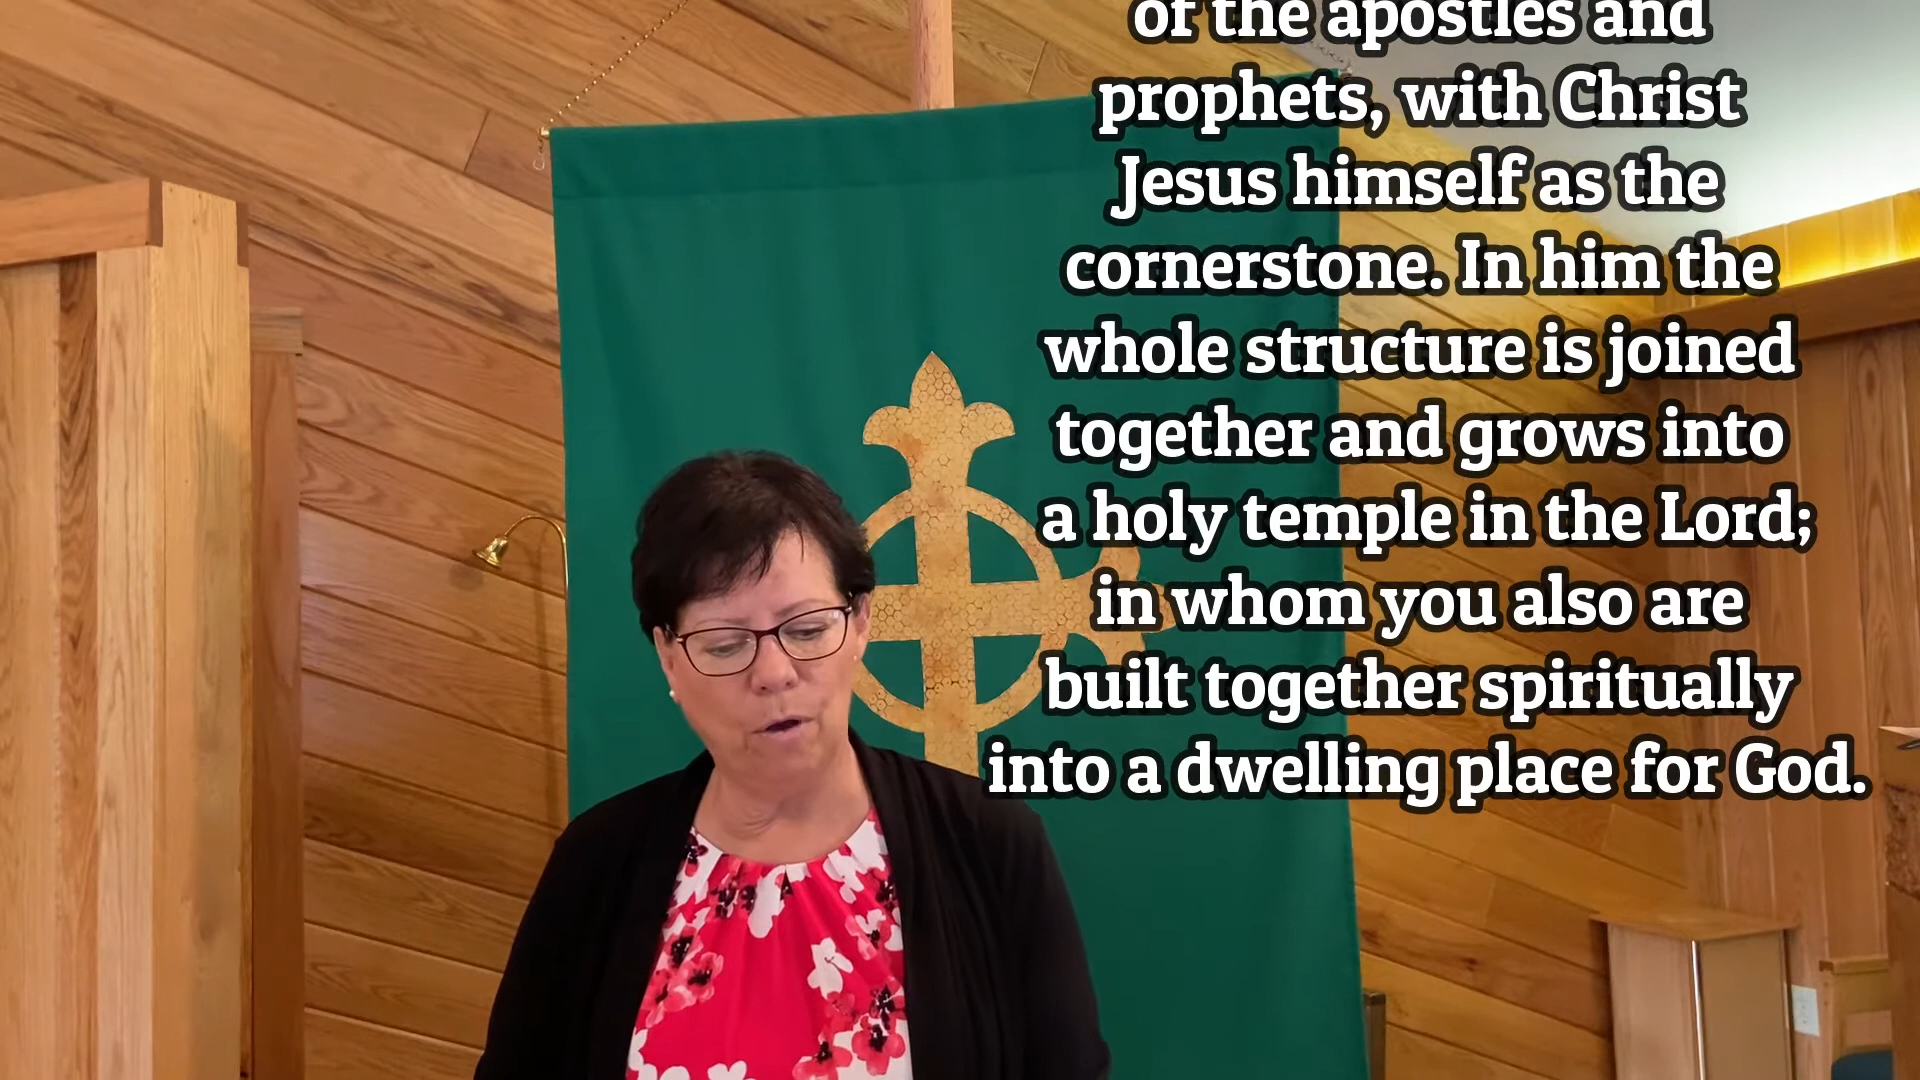 of the apostles and
prophets, with Christ
Jesus himself as the
cornerstone. In him the
whole structure is joined
together and grows into
a holy temple in the Lord;
in whom you also are
built together spiritually
into a dwelling place for God.